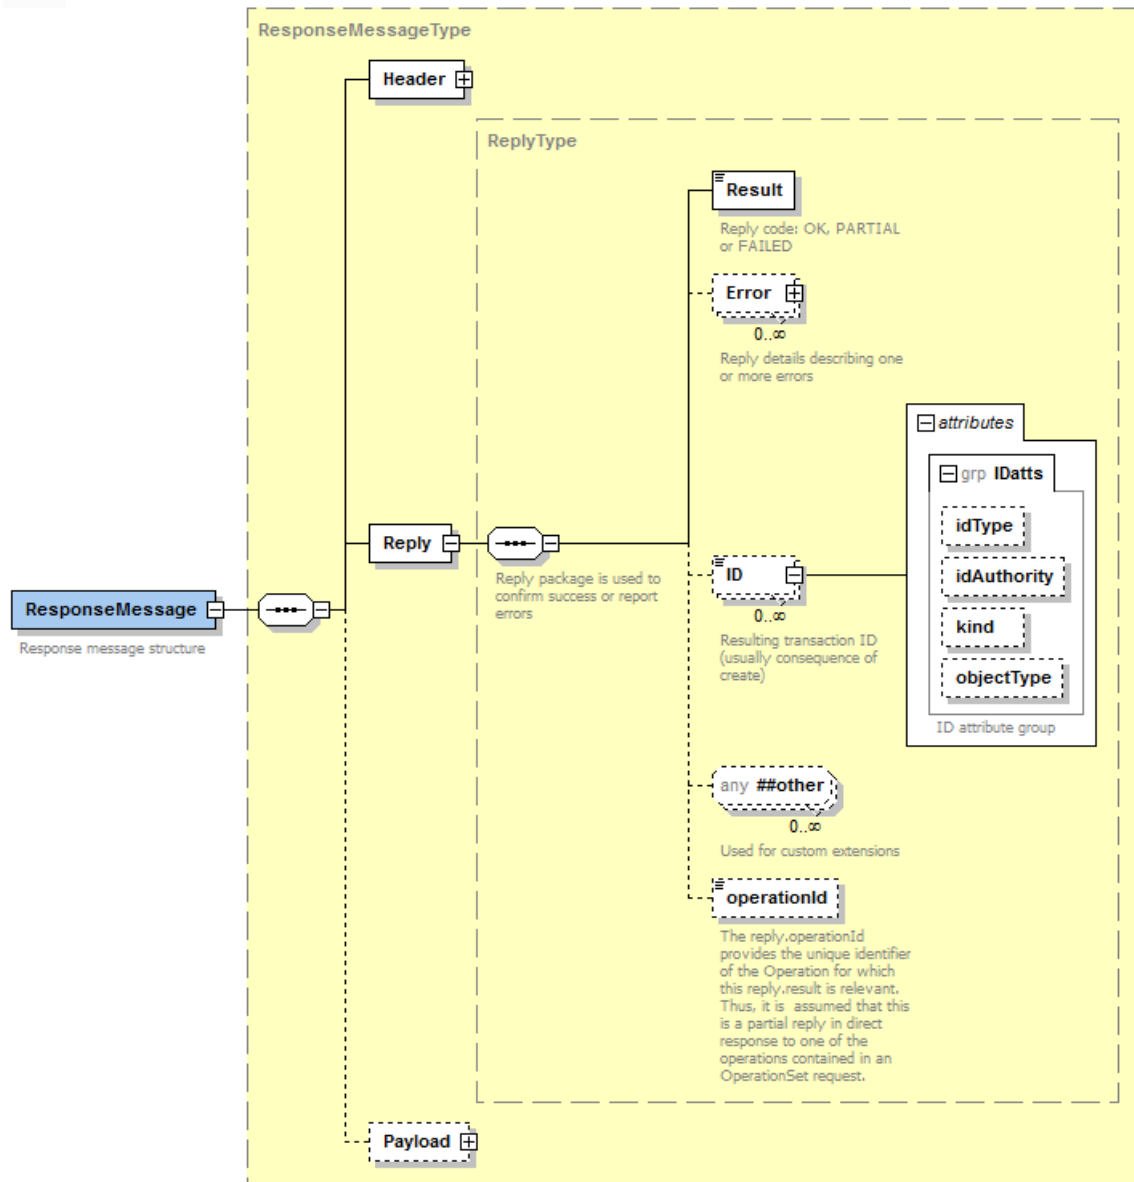 ResponseMessageType
Header
ReplyType
Result
Reply code: OK, PARTIAL
or FAILED
Error
0..∞
Reply details describing one
or more errors
attributes
grp IDatts
idType
idAuthority
kind
objectType
ID attribute group
Reply
Reply package is used to
confirm success or report
errors
ID
0..∞
Resulting transaction ID
(usually consequence of
create)
ResponseMessage
Response message structure
any ##other
0..∞
Used for custom extensions
operationId
The reply.operationId
provides the unique identifier
of the Operation for which
this reply.result is relevant.
Thus, it is  assumed that this
is a partial reply in direct
response to one of the
operations contained in an
OperationSet request.
Payload